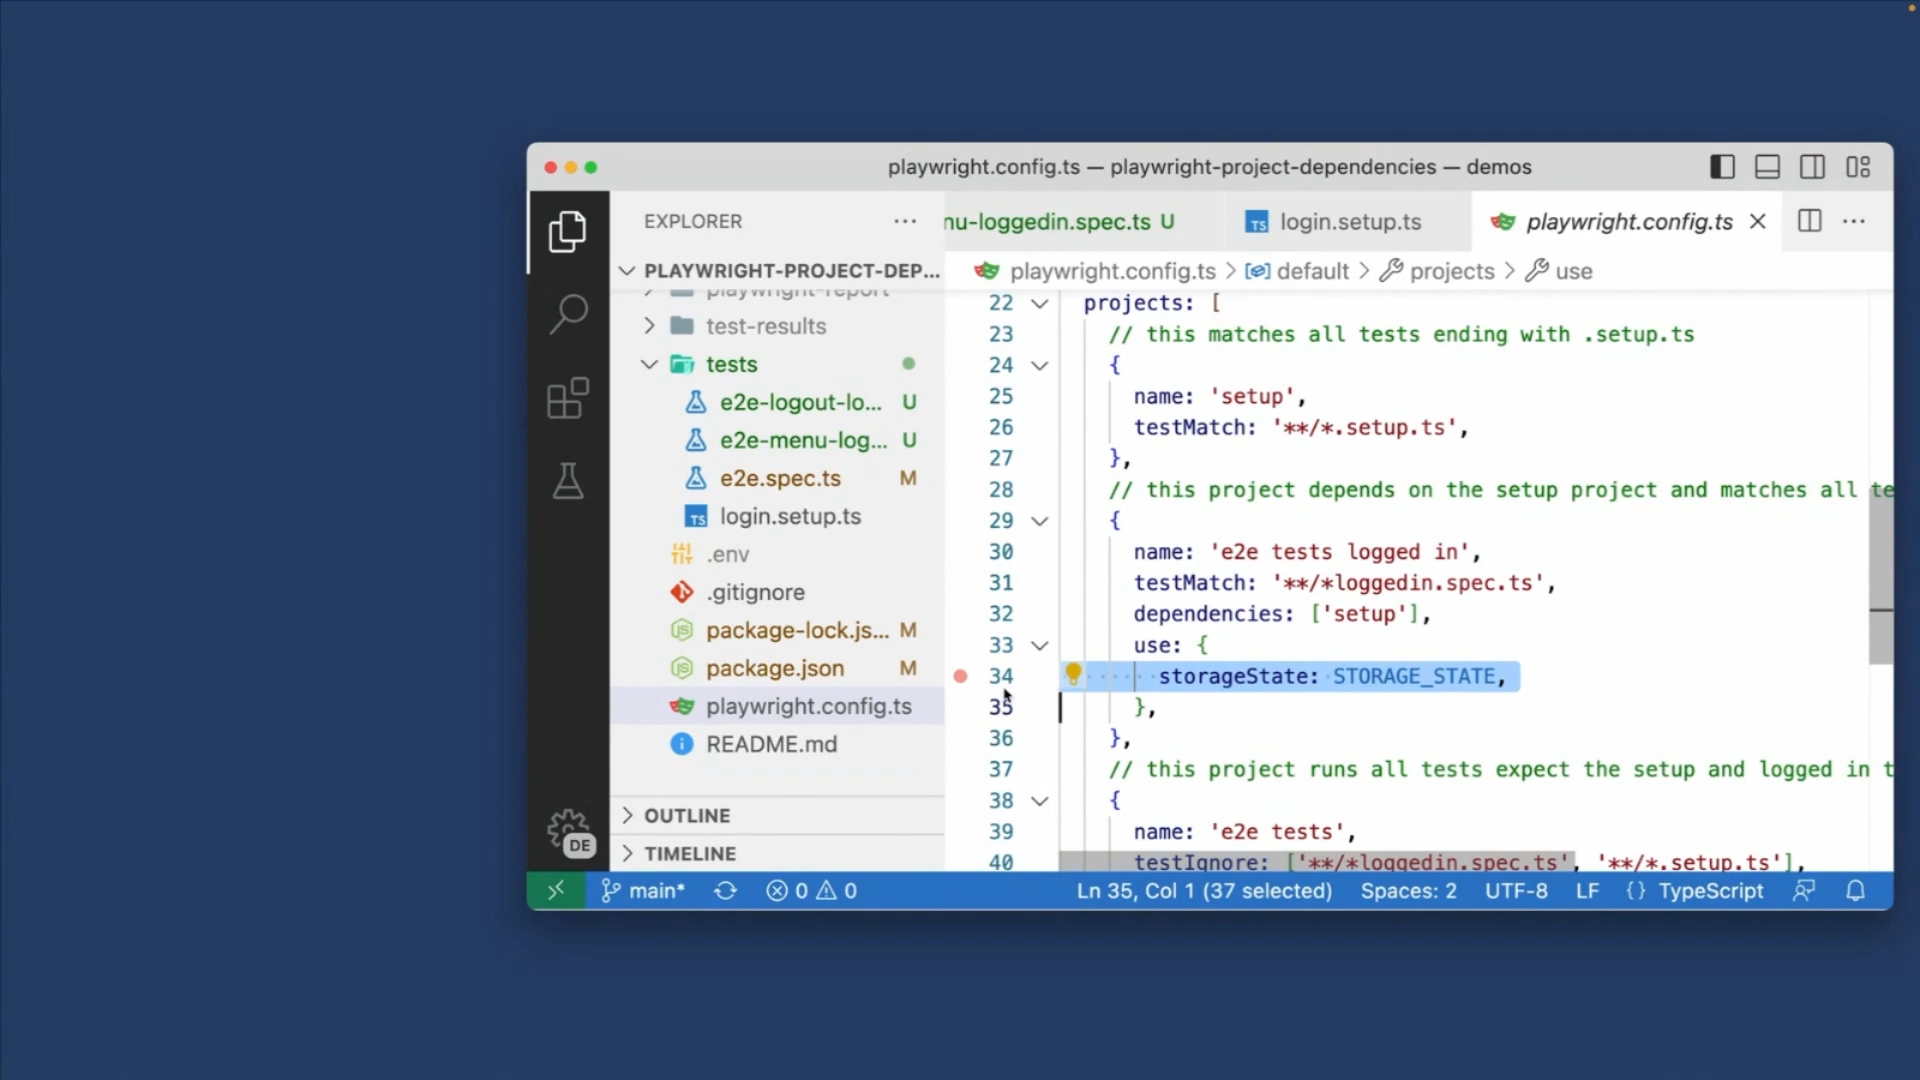 playwright.config.ts — playwright-project-dependencies — demos
EXPLORER
nu-loggedin.spec.ts U
login.setup.ts
playwright.config.ts
PLAYWRIGHT-PROJECT-DEP...
playwright.config.ts > default > projects > use
playwright-report
test-results
tests
e2e-logout-lo... U
e2e-menu-log... U
e2e.spec.ts M
login.setup.ts
.env
.gitignore
package-lock.js... M
package.json M
playwright.config.ts
README.md
OUTLINE
TIMELINE
DE
22 projects: [
23 // this matches all tests ending with .setup.ts
24 {
25 name: 'setup',
26 testMatch: '**/*.setup.ts',
27 },
28 // this project depends on the setup project and matches all te
29 {
30 name: 'e2e tests logged in',
31 testMatch: '**/*loggedin.spec.ts',
32 dependencies: ['setup'],
33 use: {
34 storageState: STORAGE_STATE,
35 },
36 },
37 // this project runs all tests expect the setup and logged in t
38 {
39 name: 'e2e tests',
40 testIgnore: ['**/*loggedin.spec.ts', '**/*.setup.ts'],
main* 0 0 Ln 35, Col 1 (37 selected) Spaces: 2 UTF-8 LF {} TypeScript